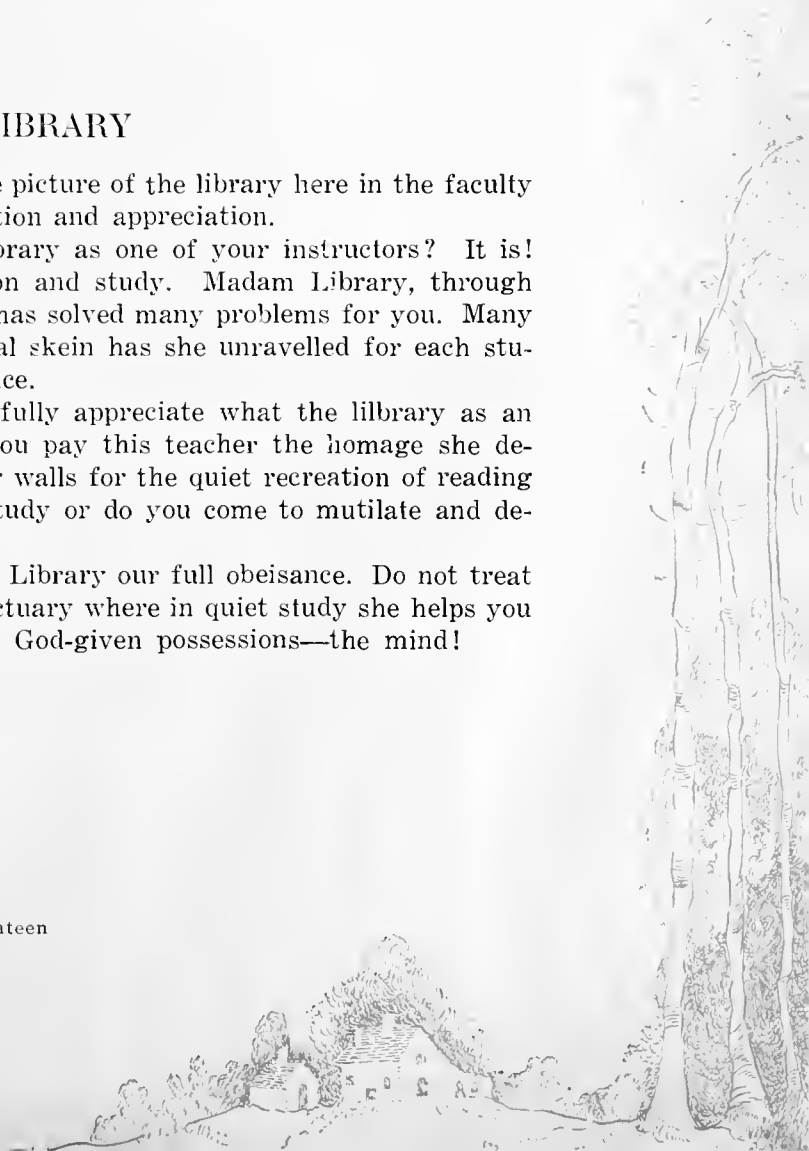 IBRARY
e picture of the library here in the faculty
tion and appreciation.
orary as one of your instructors? It is!
on and study. Madam Library, through
has solved many problems for you. Many
al skein has she unravelled for each stu-
ce.
fully appreciate what the lilbrary as an
ou pay this teacher the homage she de-
r walls for the quiet recreation of reading
tudy or do you come to mutilate and de-
Library our full obeisance. Do not treat
ctuary where in quiet study she helps you
God-given possessions—the mind!
nteen